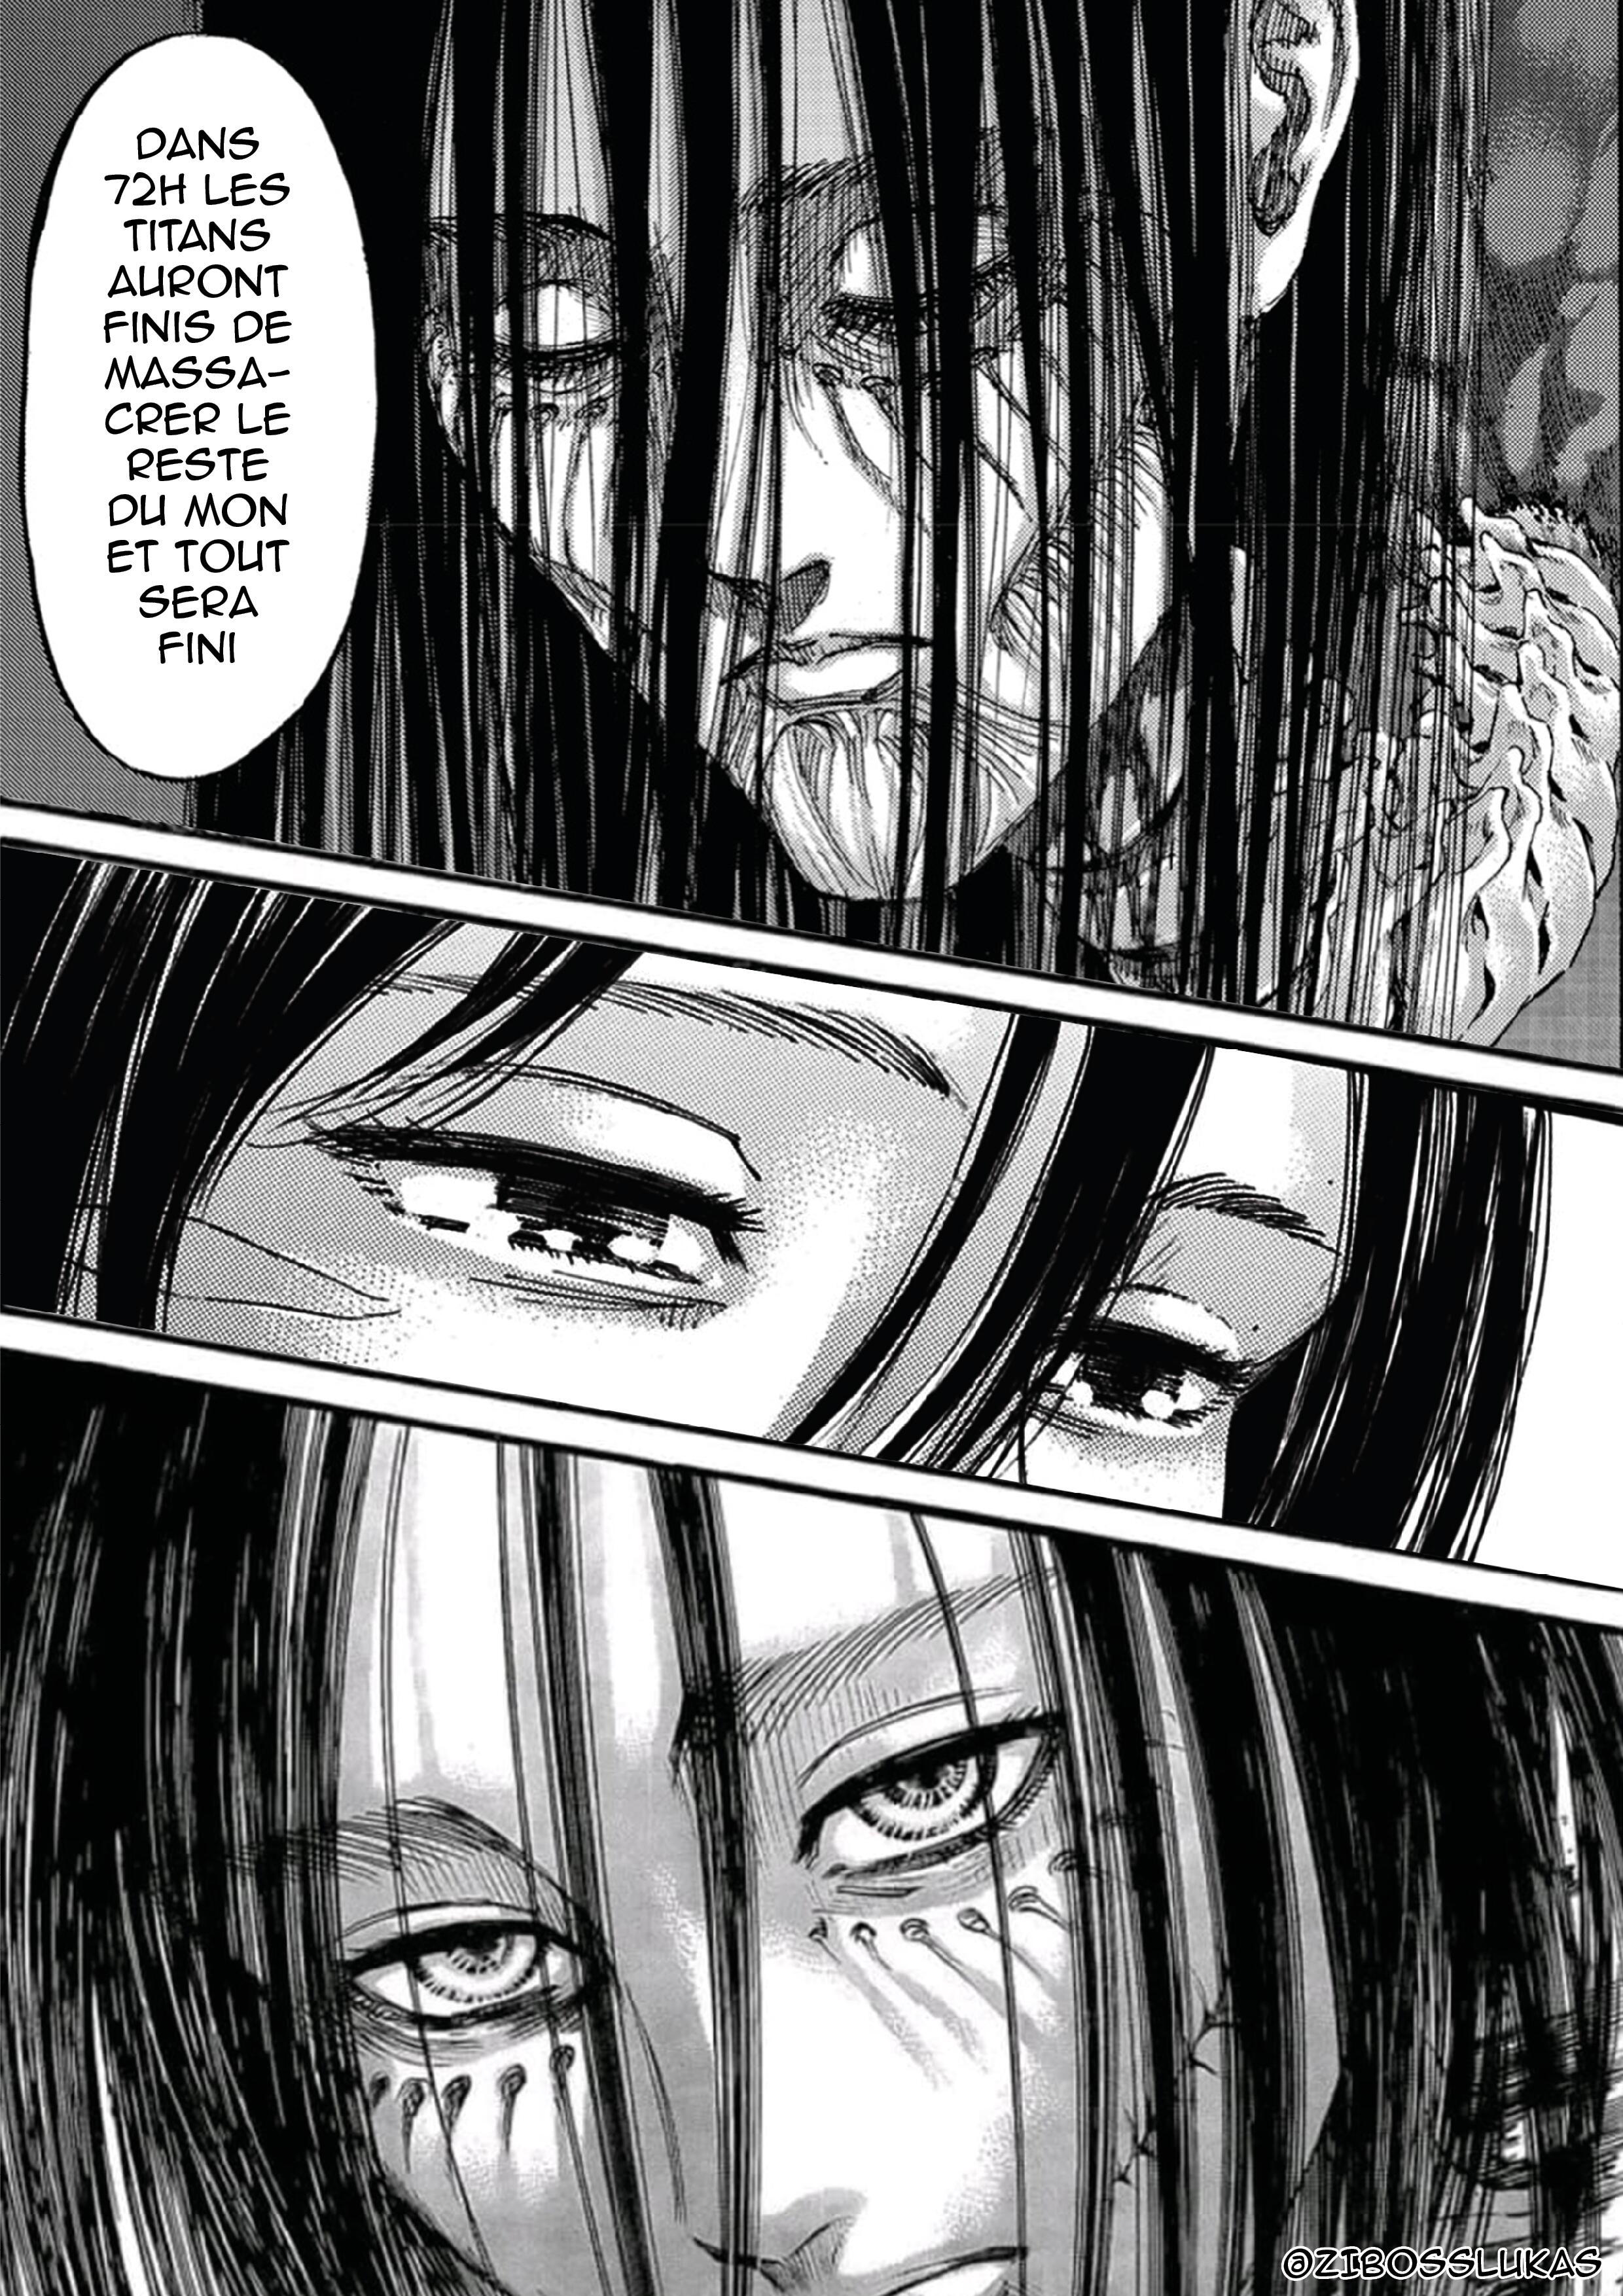 DANS
72H LES
TITANS
AURONT
FINIS DE
MASSA-
CRER LE
RESTE
DU MON
ET TOUT
SERA
FINI
@ZIBOSSLUKAS